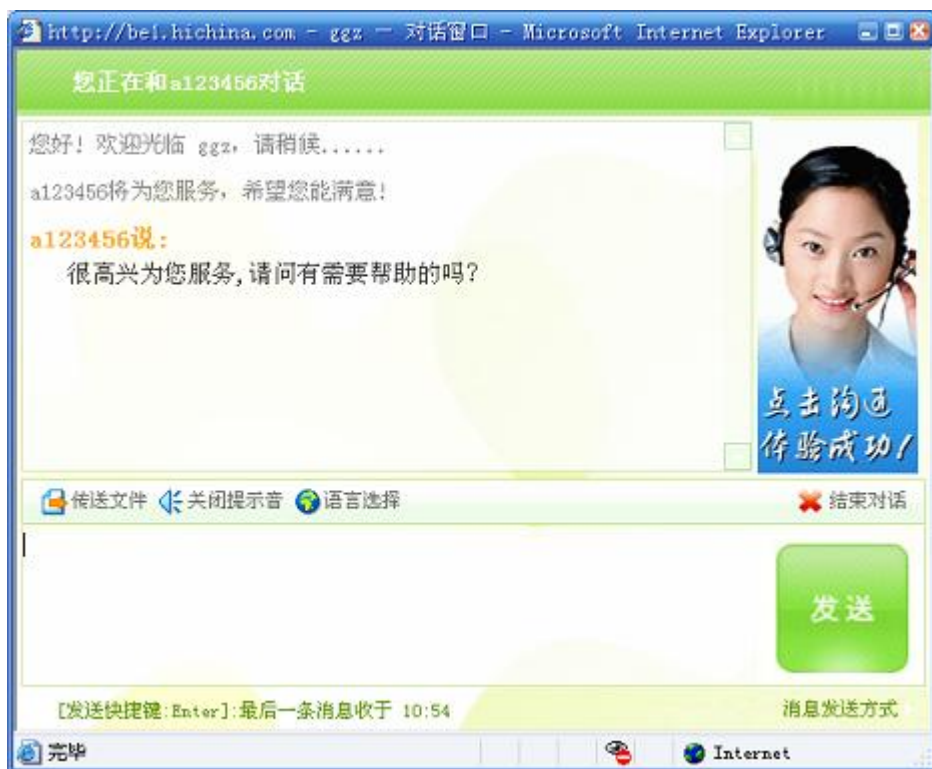 http://bei.hichina.com - ggz — 对话窗口 - Microsoft Internet Explorer
您正在和a123456对话
您好！欢迎光临 ggz，请稍候......
a123456将为您服务，希望您能满意！
a123456说：
很高兴为您服务,请问有需要帮助的吗？
点击沟通
体验成功！
传送文件 关闭提示音 语言选择 结束对话
发送
[发送快捷键:Enter]:最后一条消息收于 10:54 消息发送方式
完毕 Internet